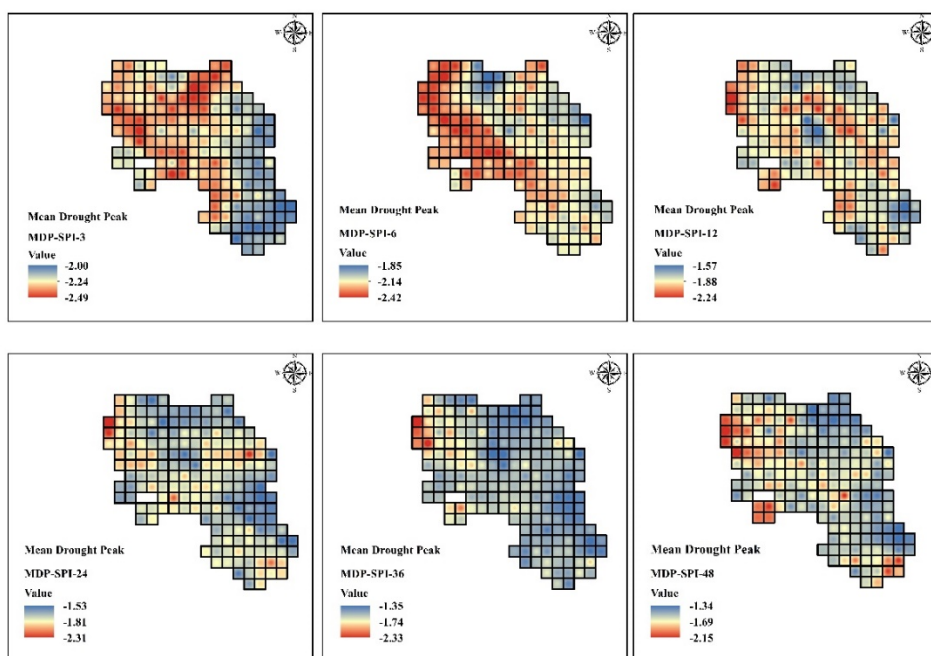 N
W
S
Mean Drought Peak
MDP-SPI-3
Value
-2.00
-2.24
-2.49
N
W
S
Mean Drought Peak
MDP-SPI-6
Value
-1.85
-2.14
-2.42
N
W
S
Mean Drought Peak
MDP-SPI-12
Value
-1.57
-1.88
-2.24
W
S
Mean Drought Peak
MDP-SPI-24
Value
-1.53
-1.81
-2.31
W
S
Mean Drought Peak
MDP-SPI-36
Value
-1.35
-1.74
-2.33
W
S
Mean Drought Peak
MDP-SPI-48
Value
-1.34
-1.69
-2.15